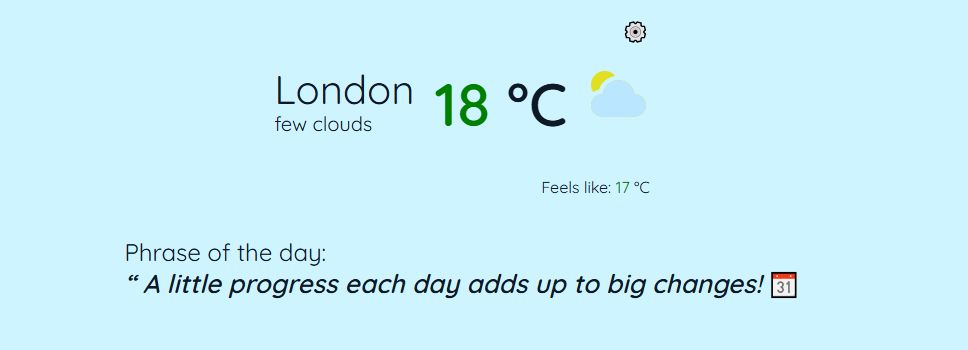 London
few clouds
18 °C
Feels like: 17 °C
Phrase of the day:
“ A little progress each day adds up to big changes! 31